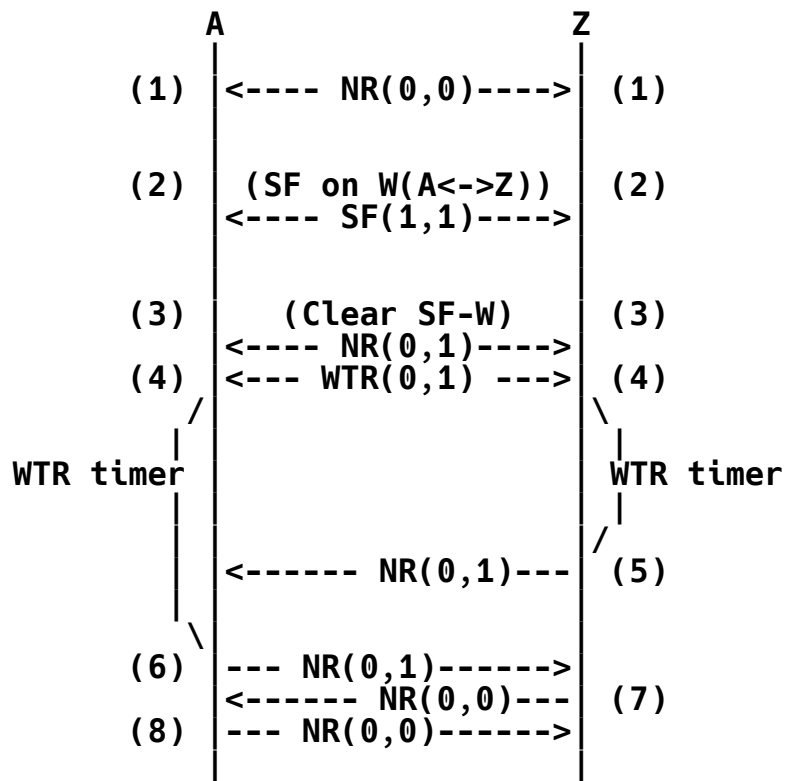 A Z
(1) |<---- NR(0,0)---->| (1)
(2) | (SF on W(A<->Z)) | (2)
|<---- SF(1,1)---->|
(3) | (Clear SF-W) | (3)
|<---- NR(0,1)---->|
(4) |<--- WTR(0,1) --->| (4)
WTR timer WTR timer
|<------ NR(0,1)---| (5)
(6) |--- NR(0,1)------>|
|<------ NR(0,0)---| (7)
(8) |--- NR(0,0)------>|